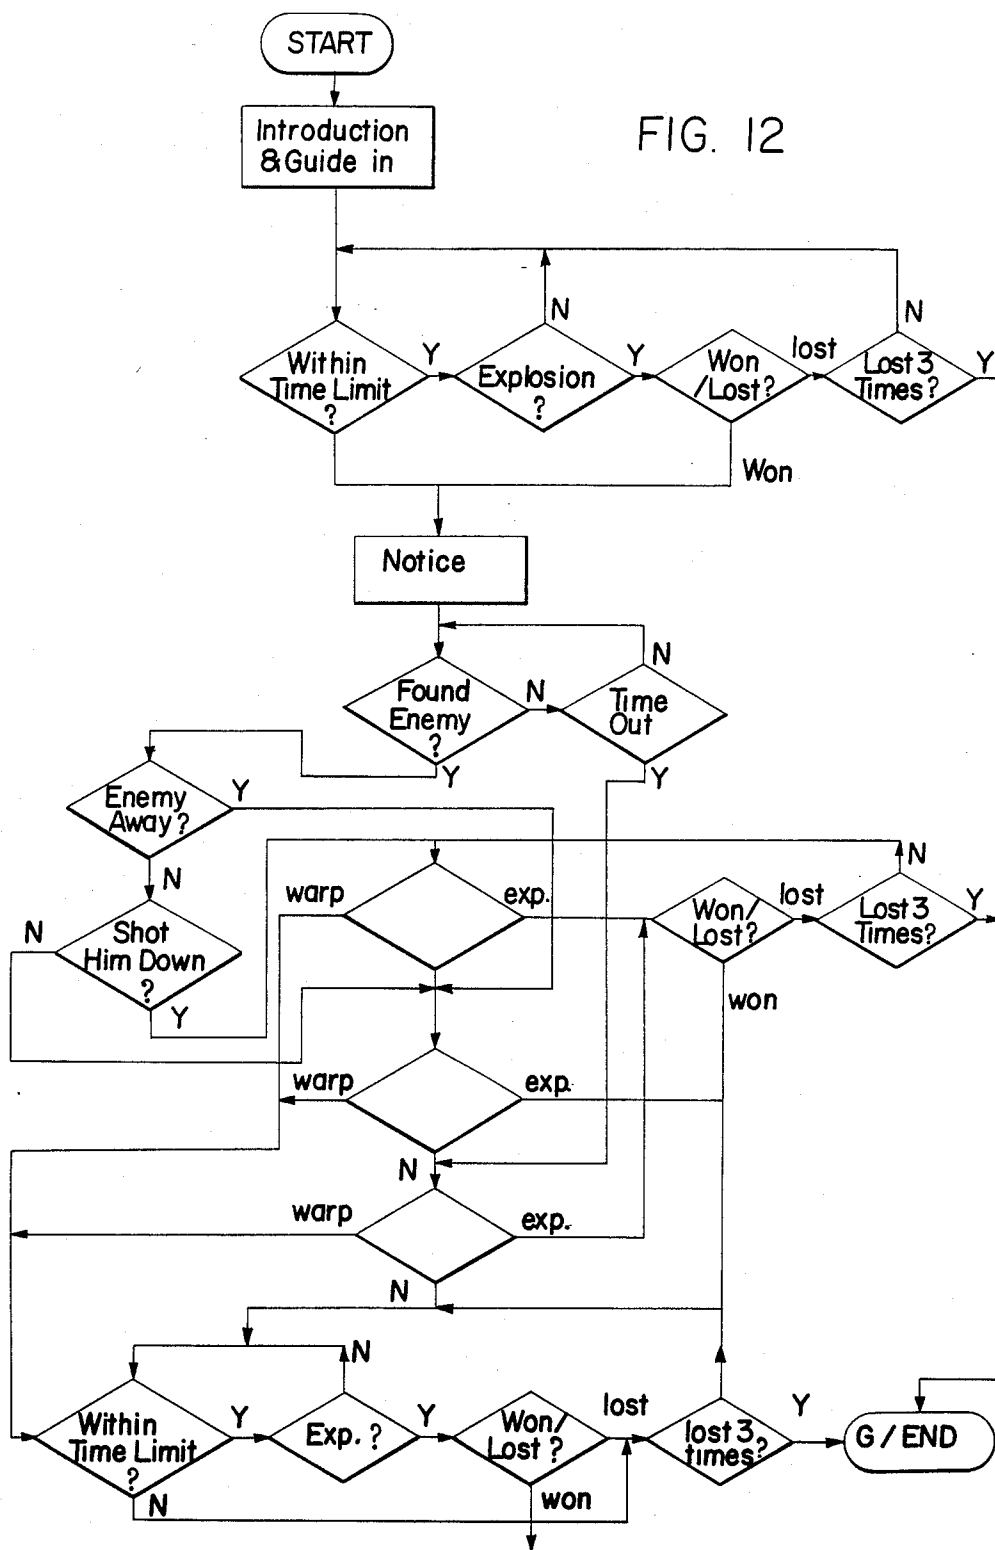 START
FIG. 12
Introduction
& Guide in
N
N
Within
Time Limit
?
Y
Explosion
?
Y
Won
/Lost?
lost
Lost 3
Times?
Y
Won
Notice
Found
Enemy
?
N
Time
Out
N
Y
Y
Enemy
Away?
Y
N
Shot
Him Down
?
N
Y
warp
exp.
Won/
Lost?
lost
Lost 3
Times?
N
Y
won
warp
exp.
N
warp
exp.
N
N
Within
Time Limit
?
Y
Exp. ?
Y
Won/
Lost ?
lost
lost 3
times?
Y
G / END
N
won